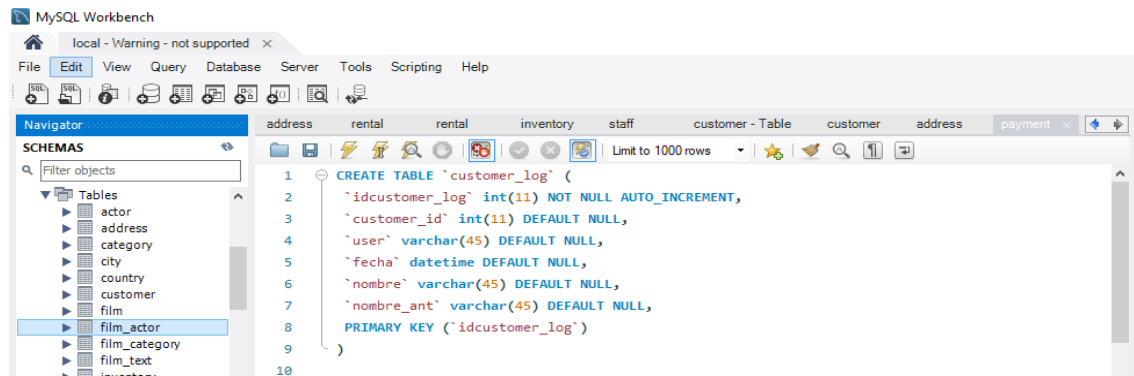 MySQL Workbench
local - Warning - not supported ×
File Edit View Query Database Server Tools Scripting Help
Navigator
SCHEMAS
Filter objects
Tables
actor
address
category
city
country
customer
film
film_actor
film_category
film_text
inventory
address rental rental inventory staff customer - Table customer address payment ×
Limit to 1000 rows
1 CREATE TABLE `customer_log` (
2 `idcustomer_log` int(11) NOT NULL AUTO_INCREMENT,
3 `customer_id` int(11) DEFAULT NULL,
4 `user` varchar(45) DEFAULT NULL,
5 `fecha` datetime DEFAULT NULL,
6 `nombre` varchar(45) DEFAULT NULL,
7 `nombre_ant` varchar(45) DEFAULT NULL,
8 PRIMARY KEY (`idcustomer_log`)
9 )
10